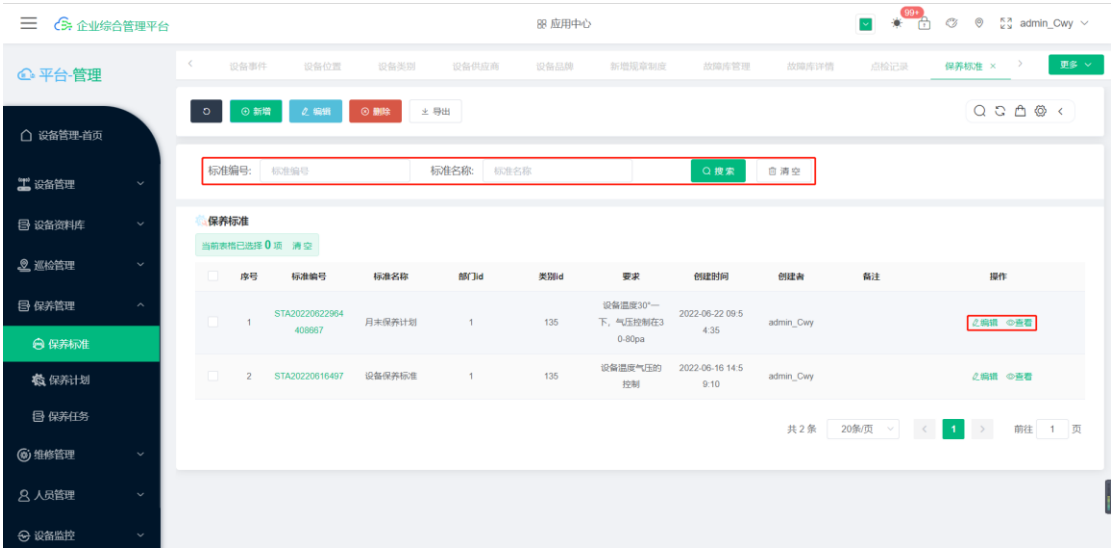 企业综合管理平台
应用中心
99+
admin_Cwy
平台-管理
设备事件 设备位置 设备类别 设备供应商 设备品牌 新增规章制度 故障库管理 故障库详情 点检记录 保养标准 × 更多
新增 编辑 删除 导出
设备管理-首页
设备管理
设备资料库
巡检管理
保养管理
保养标准
保养计划
保养任务
维修管理
人员管理
设备监控
标准编号: 标准编号 标准名称: 标准名称 搜索 清空
保养标准
当前表格已选择 0 项 清空
序号 标准编号 标准名称 部门id 类别id 要求 创建时间 创建者 备注 操作
1 STA20220622964408667 月末保养计划 1 135 设备温度30°一下，气压控制在30-80pa 2022-06-22 09:54:35 admin_Cwy 编辑 查看
2 STA20220616497 设备保养标准 1 135 设备温度气压的控制 2022-06-16 14:59:10 admin_Cwy 编辑 查看
共 2 条 20条/页 1 前往 1 页